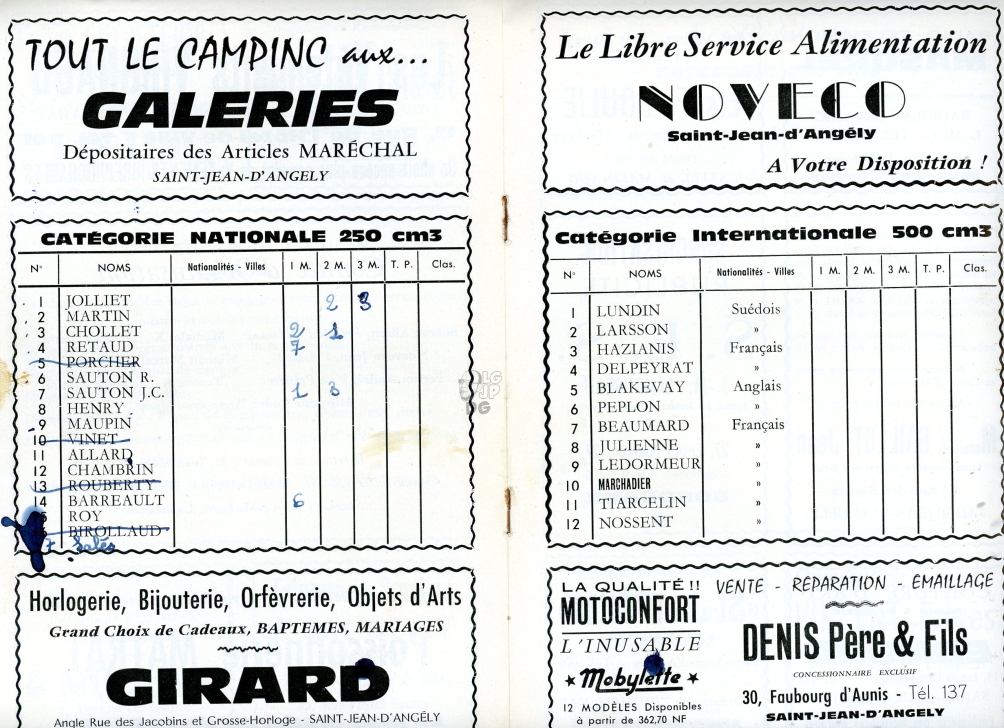 TOUT LE CAMPING aux...
GALERIES
Dépositaires des Articles MARÉCHAL
SAINT-JEAN-D'ANGELY
CATÉGORIE NATIONALE 250 cm3
N° NOMS Nationalités - Villes 1 M. 2 M. 3 M. T. P. Clas.
1 JOLLIET 2 3
2 MARTIN
3 CHOLLET 2 1
4 RETAUD 7
5 PORCHER
6 SAUTON R.
7 SAUTON J.C. 1 3
8 HENRY
9 MAUPIN
10 VINET
11 ALLARD
12 CHAMBRIN
13 ROUBERTY
14 BARREAULT 6
15 ROY
BIROLLAUD
Horlogerie, Bijouterie, Orfèvrerie, Objets d'Arts
Grand Choix de Cadeaux, BAPTEMES, MARIAGES
GIRARD
Angle Rue des Jacobins et Grosse-Horloge - SAINT-JEAN-D'ANGÉLY
Le Libre Service Alimentation
NOVECO
Saint-Jean-d'Angély
A Votre Disposition !
Catégorie Internationale 500 cm3
N° NOMS Nationalités - Villes 1 M. 2 M. 3 M. T. P. Clas.
1 LUNDIN Suédois
2 LARSSON »
3 HAZIANIS Français
4 DELPEYRAT »
5 BLAKEVAY Anglais
6 PEPLON »
7 BEAUMARD Français
8 JULIENNE »
9 LEDORMEUR »
10 MARCHADIER »
11 TIARCELIN »
12 NOSSENT »
LA QUALITÉ !!
MOTOCONFORT
L'INUSABLE
★ Mobylette ★
12 MODÈLES Disponibles
à partir de 362,70 NF
VENTE - RÉPARATION - ÉMAILLAGE
DENIS Père & Fils
CONCESSIONNAIRE EXCLUSIF
30, Faubourg d'Aunis - Tél. 137
SAINT-JEAN-D'ANGÉLY